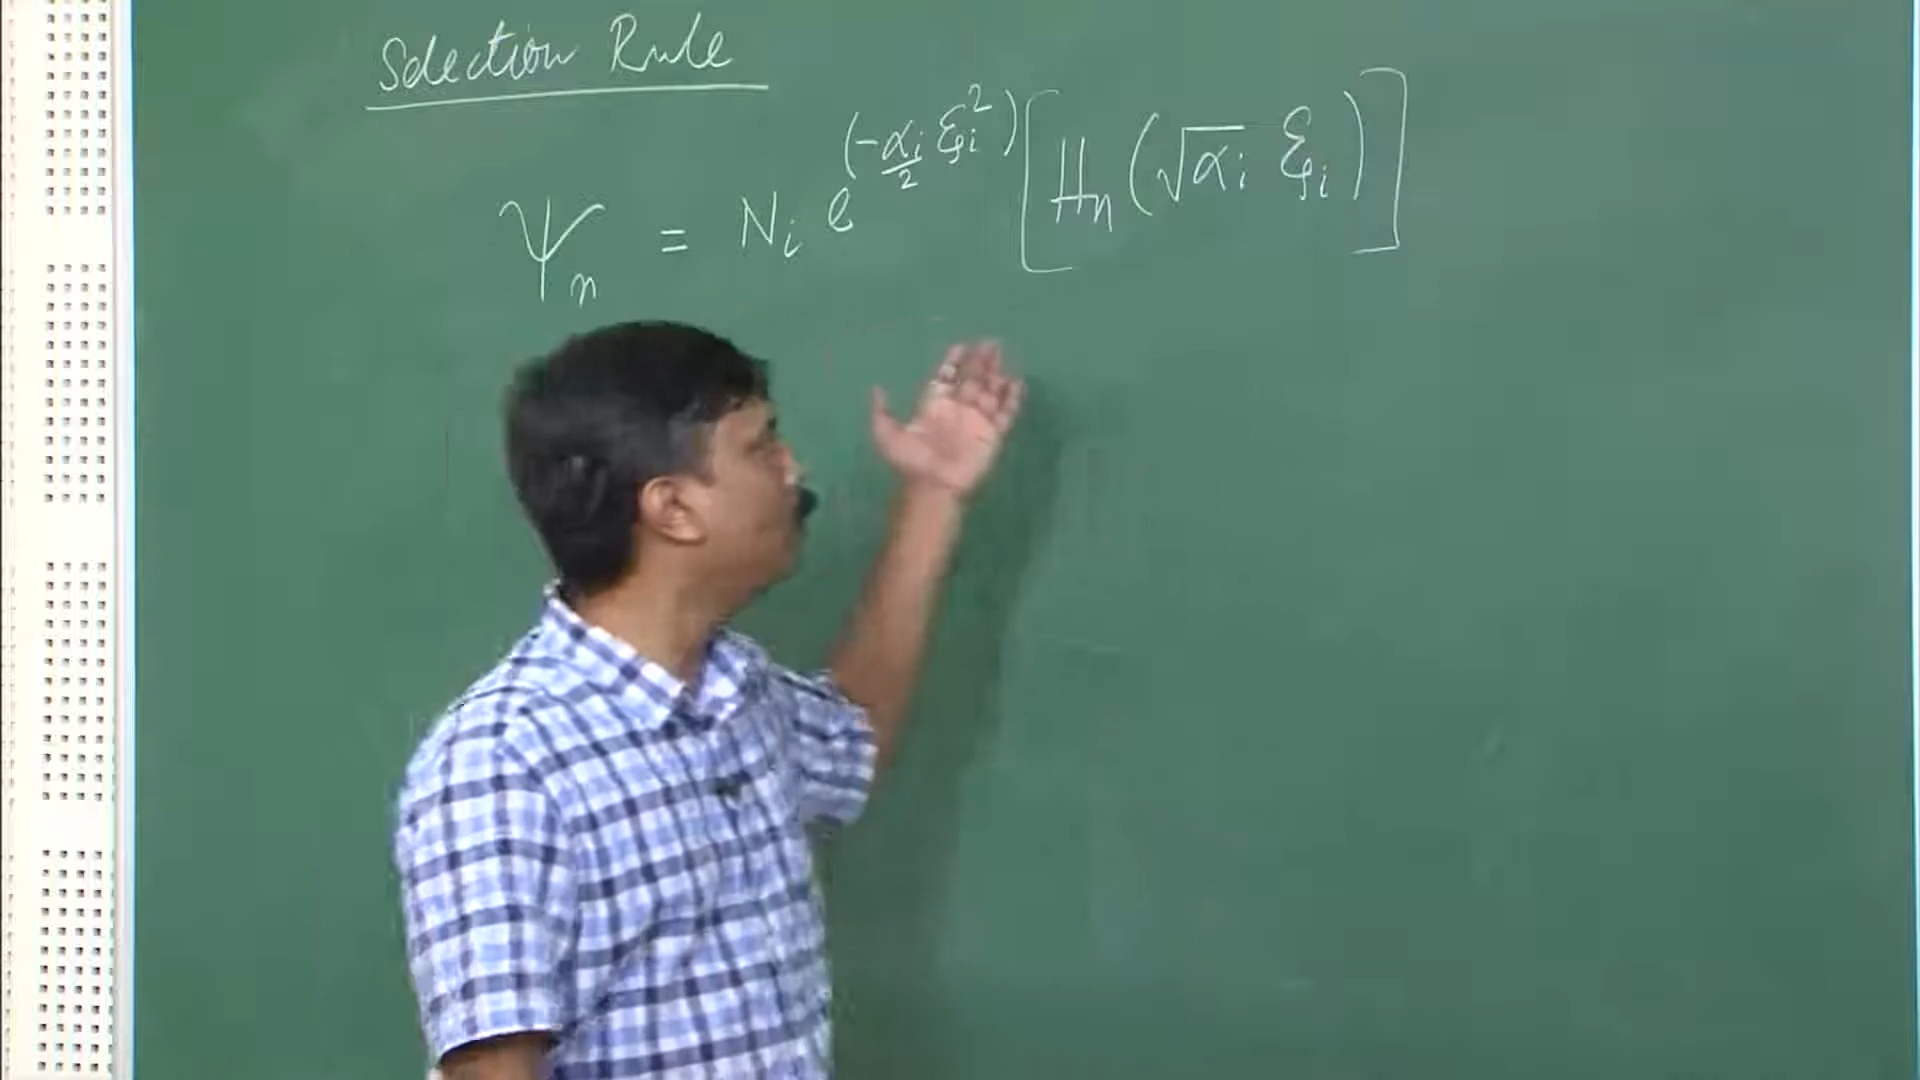 Selection Rule
ψₙ = Nᵢ e^(-αᵢ/2 ξᵢ²) [Hₙ(√αᵢ ξᵢ)]